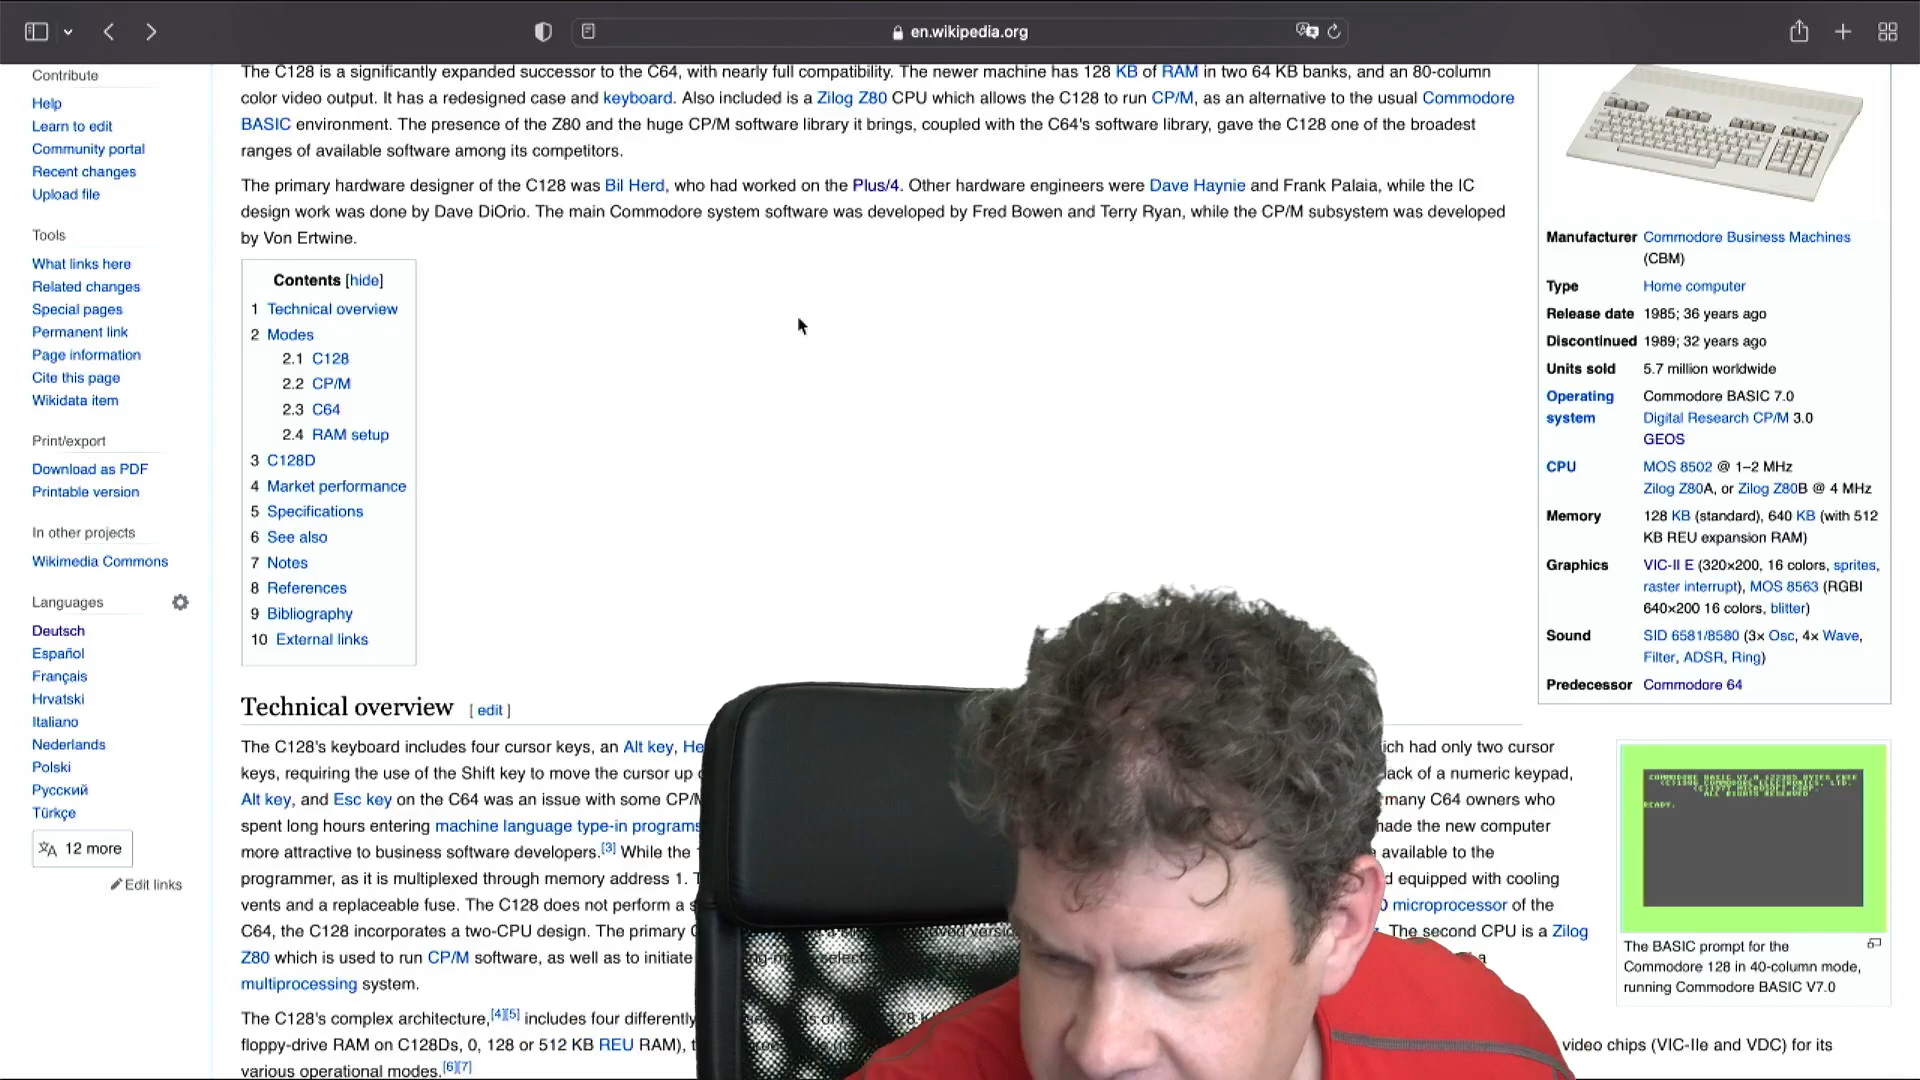 en.wikipedia.org
Contribute
Help
Learn to edit
Community portal
Recent changes
Upload file
Tools
What links here
Related changes
Special pages
Permanent link
Page information
Cite this page
Wikidata item
Print/export
Download as PDF
Printable version
In other projects
Wikimedia Commons
Languages
Deutsch
Español
Français
Hrvatski
Italiano
Nederlands
Polski
Русский
Türkçe
12 more
Edit links
The C128 is a significantly expanded successor to the C64, with nearly full compatibility. The newer machine has 128 KB of RAM in two 64 KB banks, and an 80-column
color video output. It has a redesigned case and keyboard. Also included is a Zilog Z80 CPU which allows the C128 to run CP/M, as an alternative to the usual Commodore
BASIC environment. The presence of the Z80 and the huge CP/M software library it brings, coupled with the C64's software library, gave the C128 one of the broadest
ranges of available software among its competitors.
The primary hardware designer of the C128 was Bil Herd, who had worked on the Plus/4. Other hardware engineers were Dave Haynie and Frank Palaia, while the IC
design work was done by Dave DiOrio. The main Commodore system software was developed by Fred Bowen and Terry Ryan, while the CP/M subsystem was developed
by Von Ertwine.
Contents [hide]
1 Technical overview
2 Modes
2.1 C128
2.2 CP/M
2.3 C64
2.4 RAM setup
3 C128D
4 Market performance
5 Specifications
6 See also
7 Notes
8 References
9 Bibliography
10 External links
Technical overview [ edit ]
The C128's keyboard includes four cursor keys, an Alt key, He ich had only two cursor
keys, requiring the use of the Shift key to move the cursor up lack of a numeric keypad,
Alt key, and Esc key on the C64 was an issue with some CP/M many C64 owners who
spent long hours entering machine language type-in programs made the new computer
more attractive to business software developers.[3] While the available to the
programmer, as it is multiplexed through memory address 1. equipped with cooling
vents and a replaceable fuse. The C128 does not perform a microprocessor of the
C64, the C128 incorporates a two-CPU design. The primary The second CPU is a Zilog
Z80 which is used to run CP/M software, as well as to initiate a
multiprocessing system.
The C128's complex architecture,[4][5] includes four differently
floppy-drive RAM on C128Ds, 0, 128 or 512 KB REU RAM), video chips (VIC-IIe and VDC) for its
various operational modes.[6][7]
Manufacturer Commodore Business Machines
(CBM)
Type Home computer
Release date 1985; 36 years ago
Discontinued 1989; 32 years ago
Units sold 5.7 million worldwide
Operating system Commodore BASIC 7.0
Digital Research CP/M 3.0
GEOS
CPU MOS 8502 @ 1–2 MHz
Zilog Z80A, or Zilog Z80B @ 4 MHz
Memory 128 KB (standard), 640 KB (with 512
KB REU expansion RAM)
Graphics VIC-II E (320×200, 16 colors, sprites,
raster interrupt), MOS 8563 (RGBI
640×200 16 colors, blitter)
Sound SID 6581/8580 (3× Osc, 4× Wave,
Filter, ADSR, Ring)
Predecessor Commodore 64
COMMODORE BASIC V7.0 122365 BYTES FREE
ALL RIGHTS RESERVED
READY.
The BASIC prompt for the
Commodore 128 in 40-column mode,
running Commodore BASIC V7.0